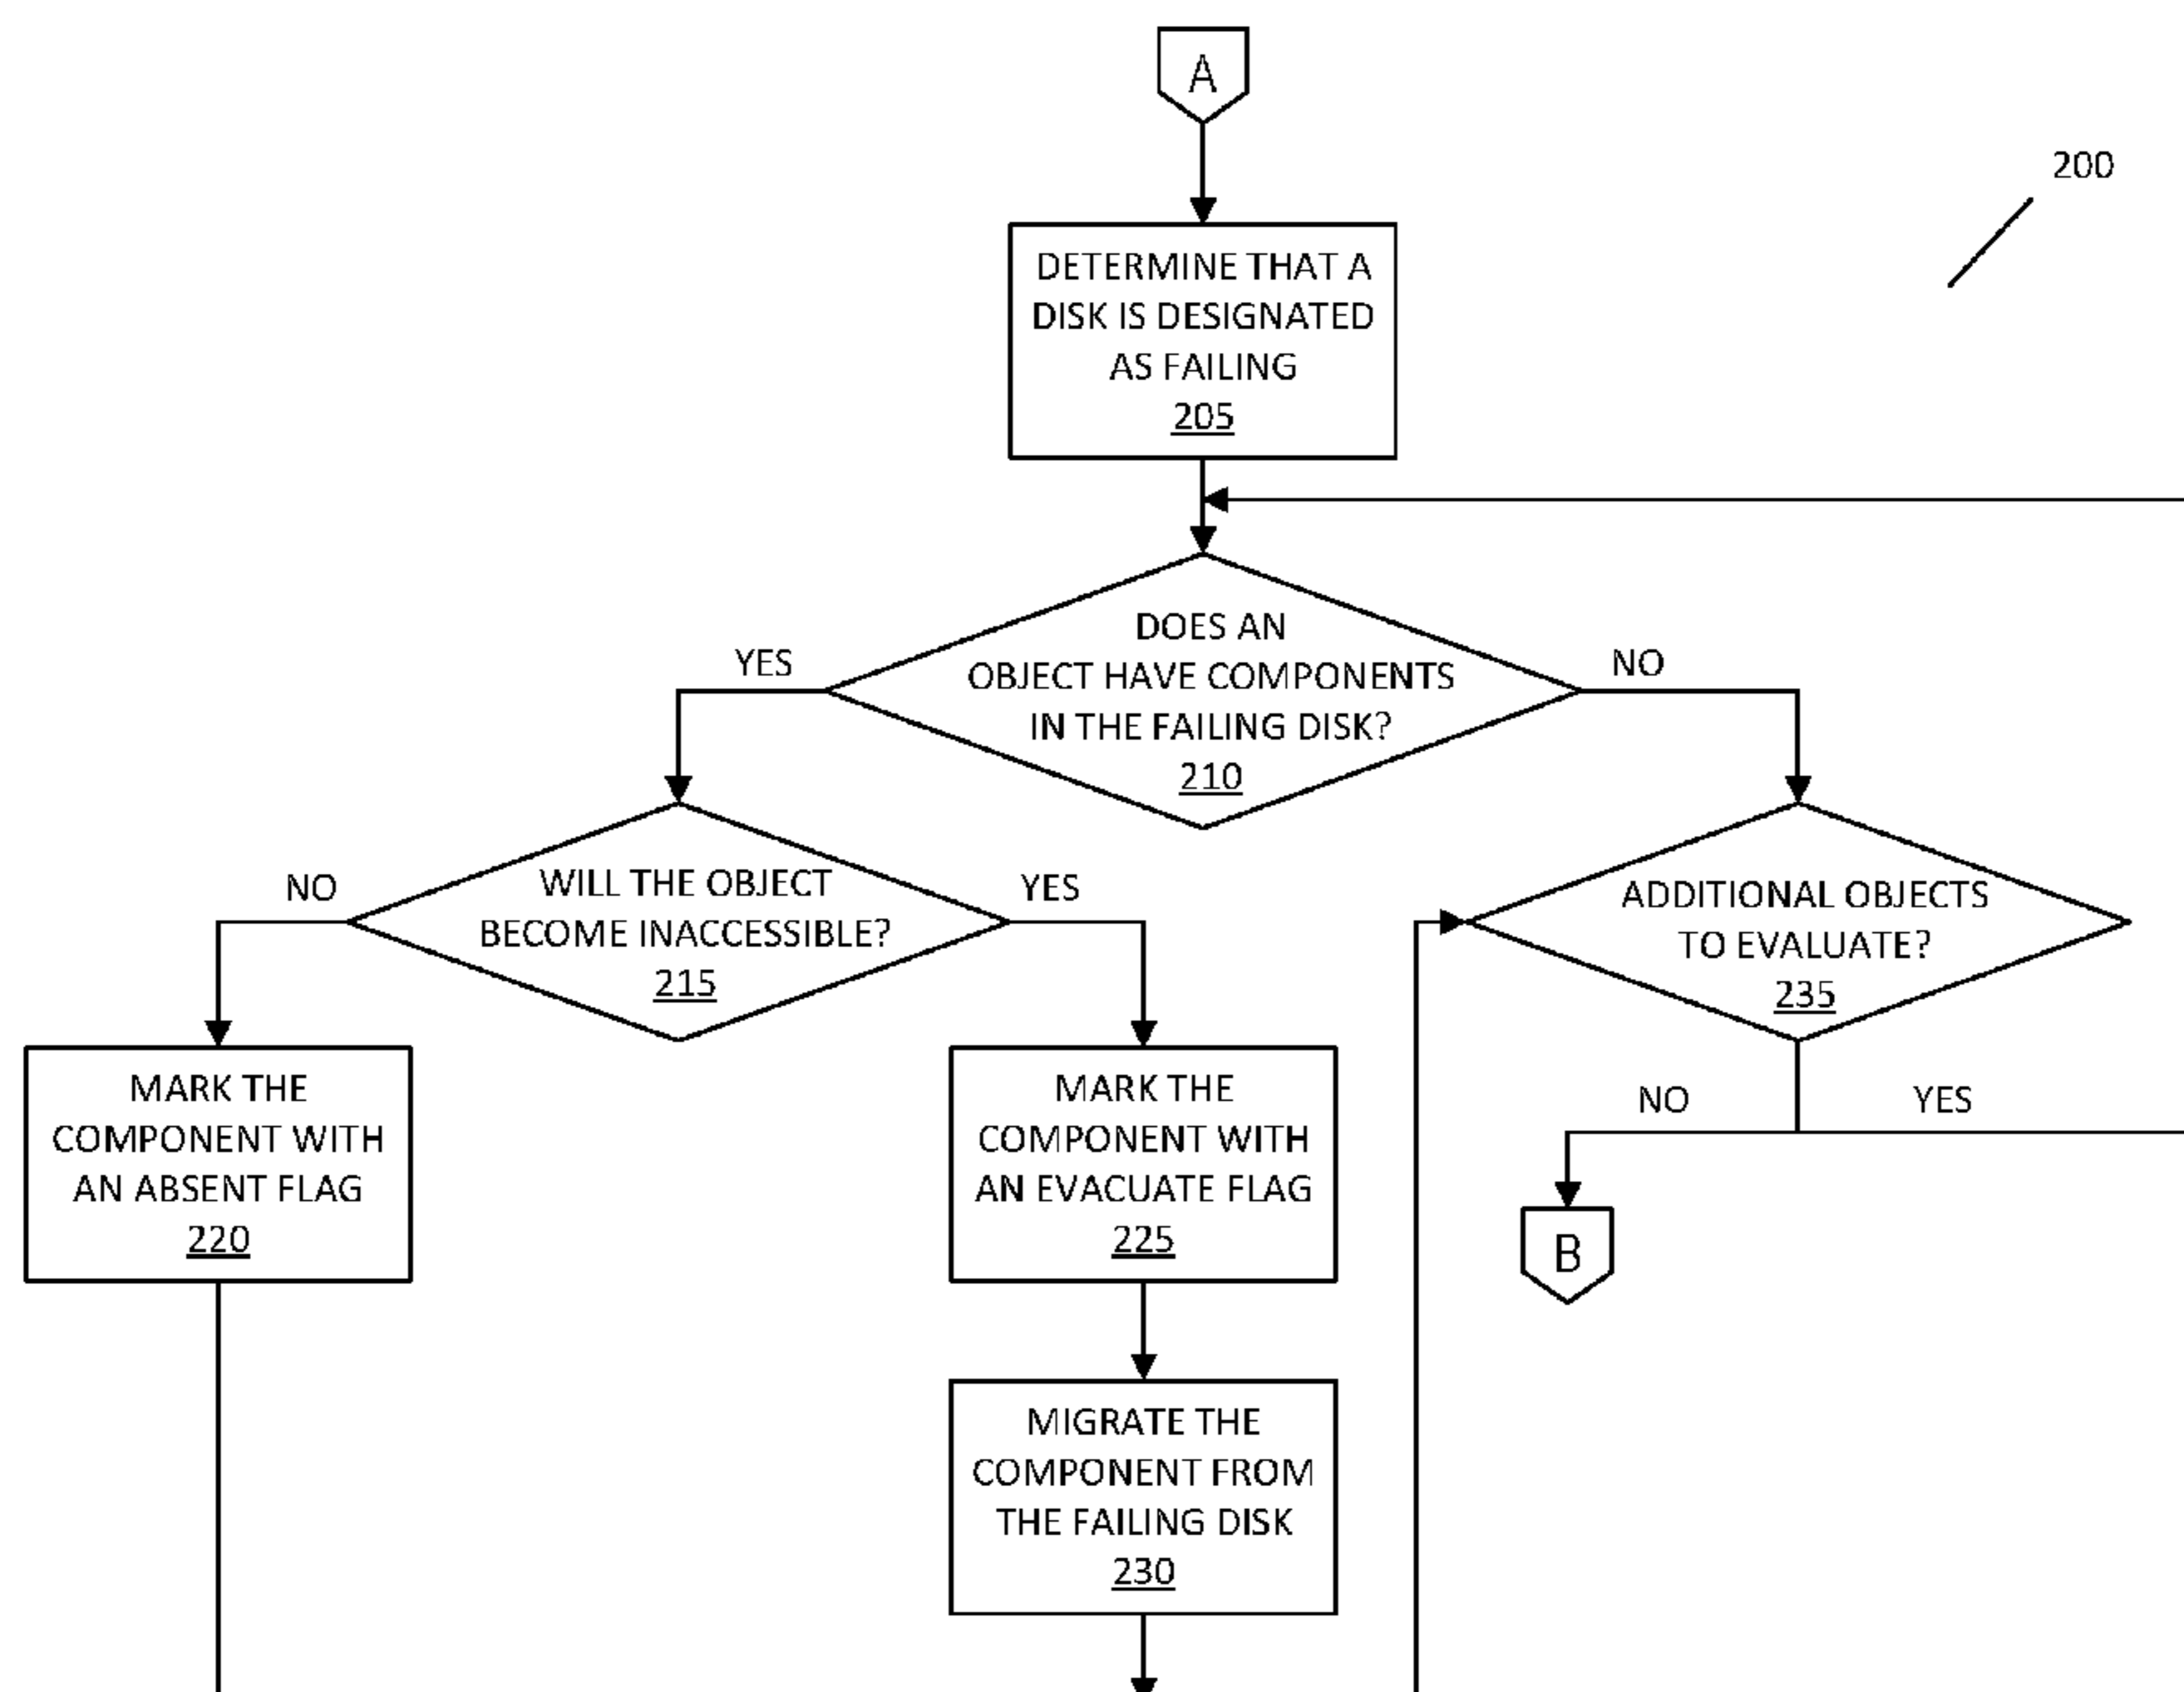 A
200
DETERMINE THAT A
DISK IS DESIGNATED
AS FAILING
205
DOES AN
OBJECT HAVE COMPONENTS
IN THE FAILING DISK?
210
YES
NO
WILL THE OBJECT
BECOME INACCESSIBLE?
215
NO
YES
ADDITIONAL OBJECTS
TO EVALUATE?
235
NO
YES
MARK THE
COMPONENT WITH
AN ABSENT FLAG
220
MARK THE
COMPONENT WITH
AN EVACUATE FLAG
225
B
MIGRATE THE
COMPONENT FROM
THE FAILING DISK
230